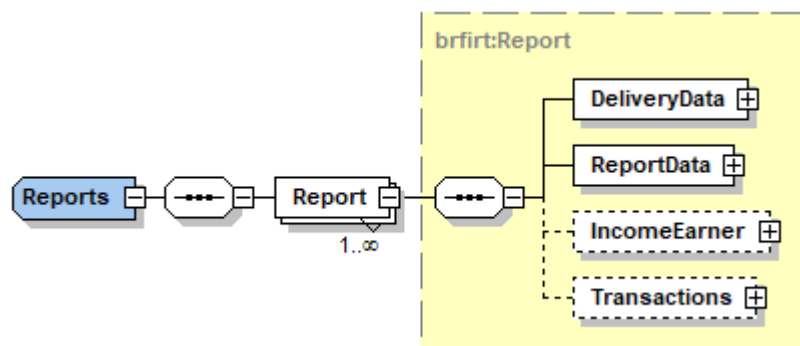 brfirt:Report
DeliveryData
ReportData
Reports
Report
1..∞
IncomeEarner
Transactions